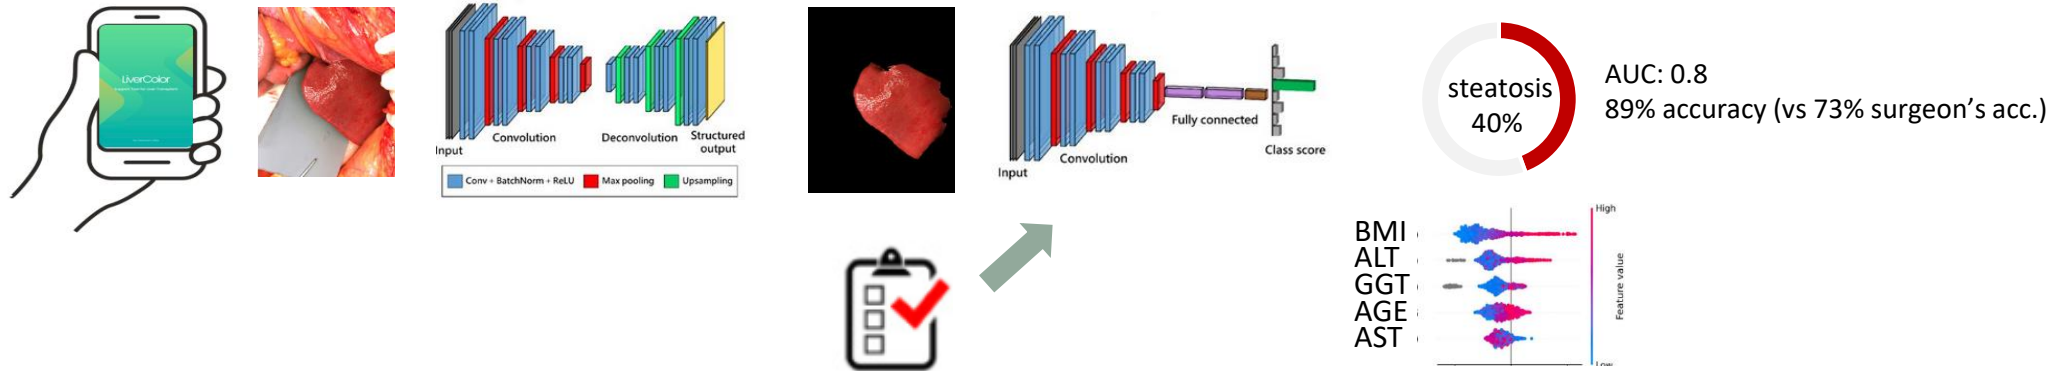 LiverColor
Input
Convolution
Deconvolution
Structured
output
Conv + BatchNorm + ReLU
Max pooling
Upsampling
Input
Convolution
Fully connected
Class score
steatosis
40%
AUC: 0.8
89% accuracy (vs 73% surgeon's acc.)
BMI
ALT
GGT
AGE
AST
High
Feature value
Low